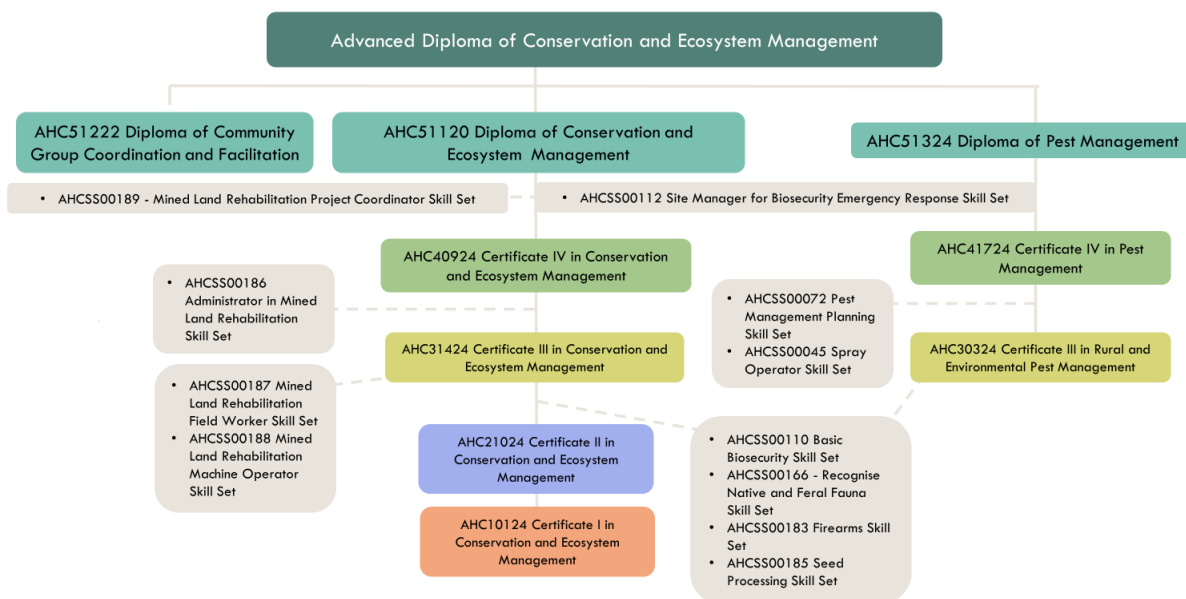 Advanced Diploma of Conservation and Ecosystem Management
AHC51222 Diploma of Community
Group Coordination and Facilitation
AHC51120 Diploma of Conservation and
Ecosystem Management
AHC51324 Diploma of Pest Management
• AHCSS00189 - Mined Land Rehabilitation Project Coordinator Skill Set
• AHCSS00112 Site Manager for Biosecurity Emergency Response Skill Set
AHC40924 Certificate IV in Conservation
and Ecosystem Management
AHC41724 Certificate IV in Pest
Management
• AHCSS00186
Administrator in Mined
Land Rehabilitation
Skill Set
• AHCSS00072 Pest
Management Planning
Skill Set
• AHCSS00045 Spray
Operator Skill Set
AHC31424 Certificate III in Conservation and
Ecosystem Management
AHC30324 Certificate III in Rural and
Environmental Pest Management
• AHCSS00187 Mined
Land Rehabilitation
Field Worker Skill Set
• AHCSS00188 Mined
Land Rehabilitation
Machine Operator
Skill Set
AHC21024 Certificate II in
Conservation and Ecosystem
Management
• AHCSS00110 Basic
Biosecurity Skill Set
• AHCSS00166 - Recognise
Native and Feral Fauna
Skill Set
• AHCSS00183 Firearms Skill
Set
• AHCSS00185 Seed
Processing Skill Set
AHC10124 Certificate I in
Conservation and Ecosystem
Management